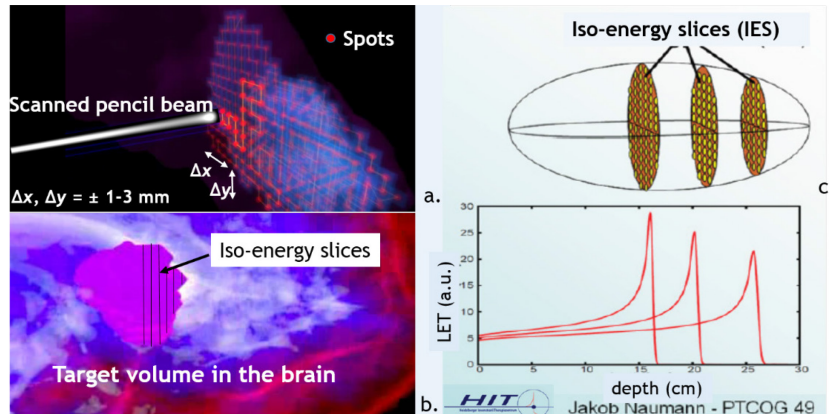 Spots
Scanned pencil beam
Δx
Δy
Δx, Δy = ± 1-3 mm
a.
Iso-energy slices
Target volume in the brain
b.
Iso-energy slices (IES)
c
30
25
20
15
10
5
0
LET (a.u.)
0 5 10 15 20 25 30
depth (cm)
HIT
Jakob Naumann - PTCOG 49